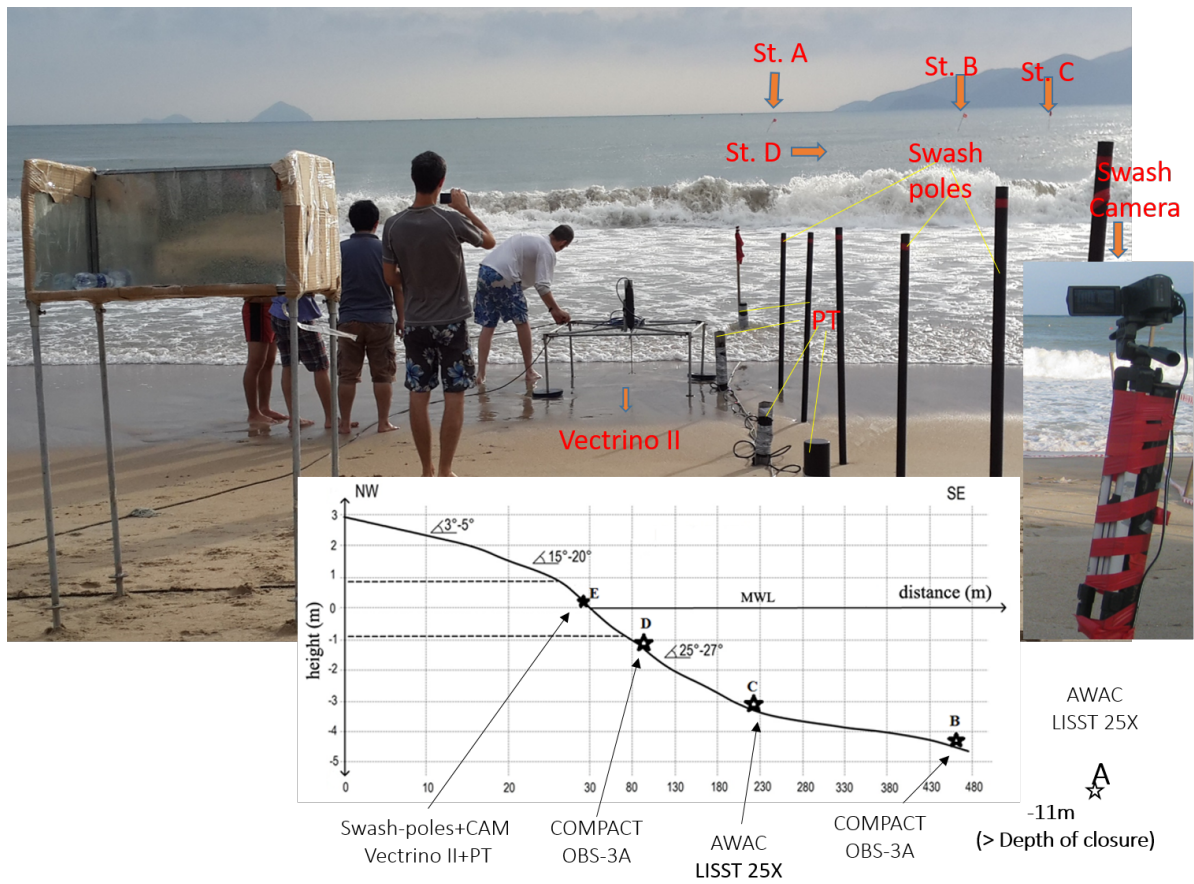 St. A
St. B
St. C
St. D
Swash
poles
Swash
Camera
PT
Vectrino II
NW
SE
3°-5°
15°-20°
E
MWL
distance (m)
D
25°-27°
C
B
height (m)
3
2
1
0
-1
-2
-3
-4
-5
0
10
20
30
80
130
180
230
280
330
380
430
480
Swash-poles+CAM
Vectrino II+PT
COMPACT
OBS-3A
AWAC
LISST 25X
COMPACT
OBS-3A
AWAC
LISST 25X
A
-11m
(> Depth of closure)